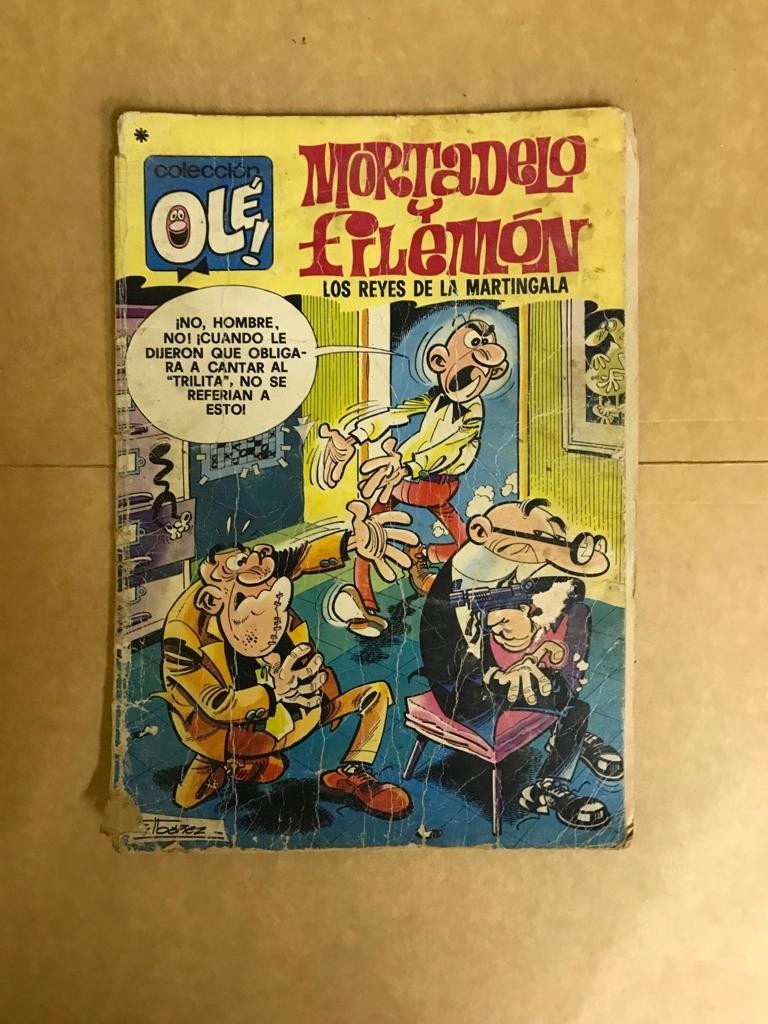 *
colección
OLÉ!
MORTADELO
Y
FILEMÓN
LOS REYES DE LA MARTINGALA
¡NO, HOMBRE,
NO! ¡CUANDO LE
DIJERON QUE OBLIGA-
RA A CANTAR AL
"TRILITA", NO SE
REFERIAN A
ESTO!
F. Ibáñez